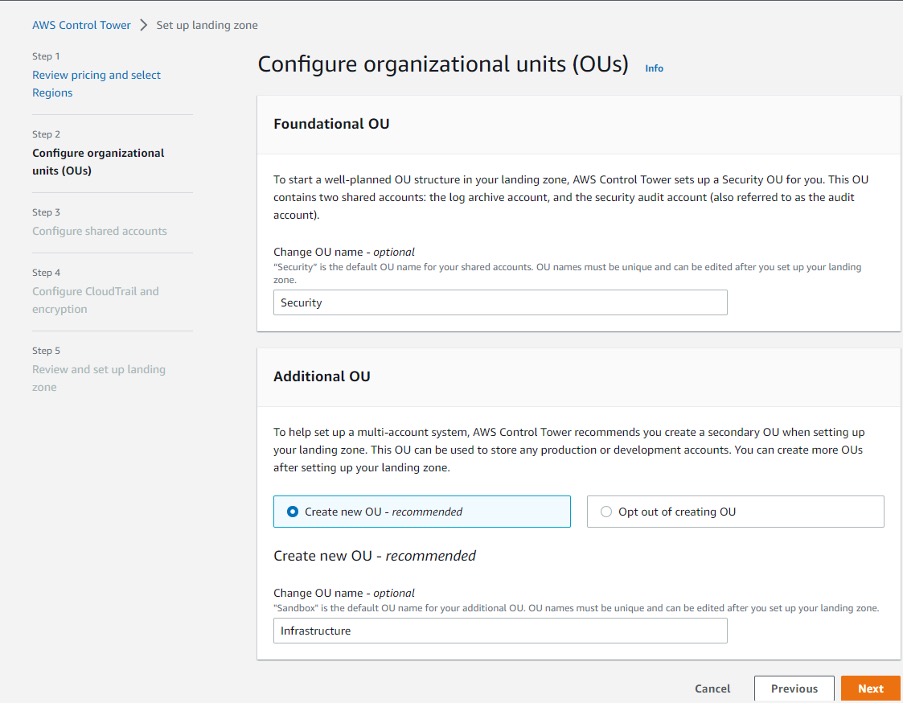 AWS Control Tower > Set up landing zone
Step 1
Review pricing and select
Regions
Step 2
Configure organizational
units (OUs)
Step 3
Configure shared accounts
Step 4
Configure CloudTrail and
encryption
Step 5
Review and set up landing
zone
Configure organizational units (OUs) Info
Foundational OU
To start a well-planned OU structure in your landing zone, AWS Control Tower sets up a Security OU for you. This OU
contains two shared accounts: the log archive account, and the security audit account (also referred to as the audit
account).
Change OU name - optional
"Security" is the default OU name for your shared accounts. OU names must be unique and can be edited after you set up your landing
zone.
Security
Additional OU
To help set up a multi-account system, AWS Control Tower recommends you create a secondary OU when setting up
your landing zone. This OU can be used to store any production or development accounts. You can create more OUs
after setting up your landing zone.
Create new OU - recommended
Opt out of creating OU
Create new OU - recommended
Change OU name - optional
"Sandbox" is the default OU name for your additional OU. OU names must be unique and can be edited after you set up your landing zone.
Infrastructure
Cancel Previous Next